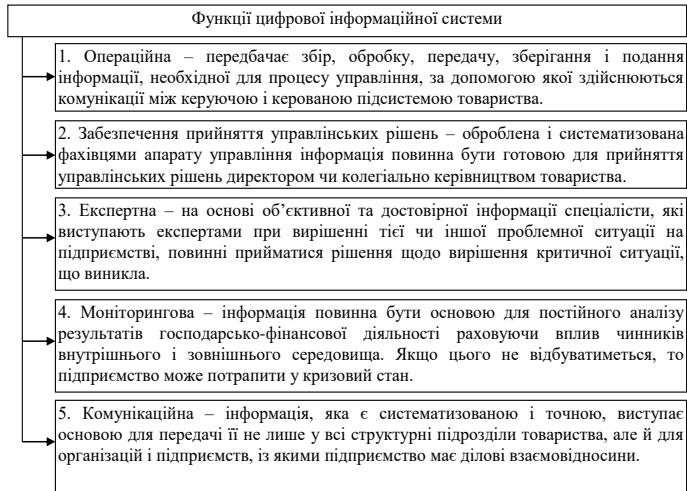 Функції цифрової інформаційної системи
1. Операційна – передбачає збір, обробку, передачу, зберігання і подання
інформації, необхідної для процесу управління, за допомогою якої здійснюються
комунікації між керуючою і керованою підсистемою товариства.
2. Забезпечення прийняття управлінських рішень – оброблена і систематизована
фахівцями апарату управління інформація повинна бути готовою для прийняття
управлінських рішень директором чи колегіально керівництвом товариства.
3. Експертна – на основі об’єктивної та достовірної інформації спеціалісти, які
виступають експертами при вирішенні тієї чи іншої проблемної ситуації на
підприємстві, повинні прийматися рішення щодо вирішення критичної ситуації,
що виникла.
4. Моніторингова – інформація повинна бути основою для постійного аналізу
результатів господарсько-фінансової діяльності раховуючи вплив чинників
внутрішнього і зовнішнього середовища. Якщо цього не відбуватиметься, то
підприємство може потрапити у кризовий стан.
5. Комунікаційна – інформація, яка є систематизованою і точною, виступає
основою для передачі її не лише у всі структурні підрозділи товариства, але й для
організацій і підприємств, із якими підприємство має ділові взаємовідносини.